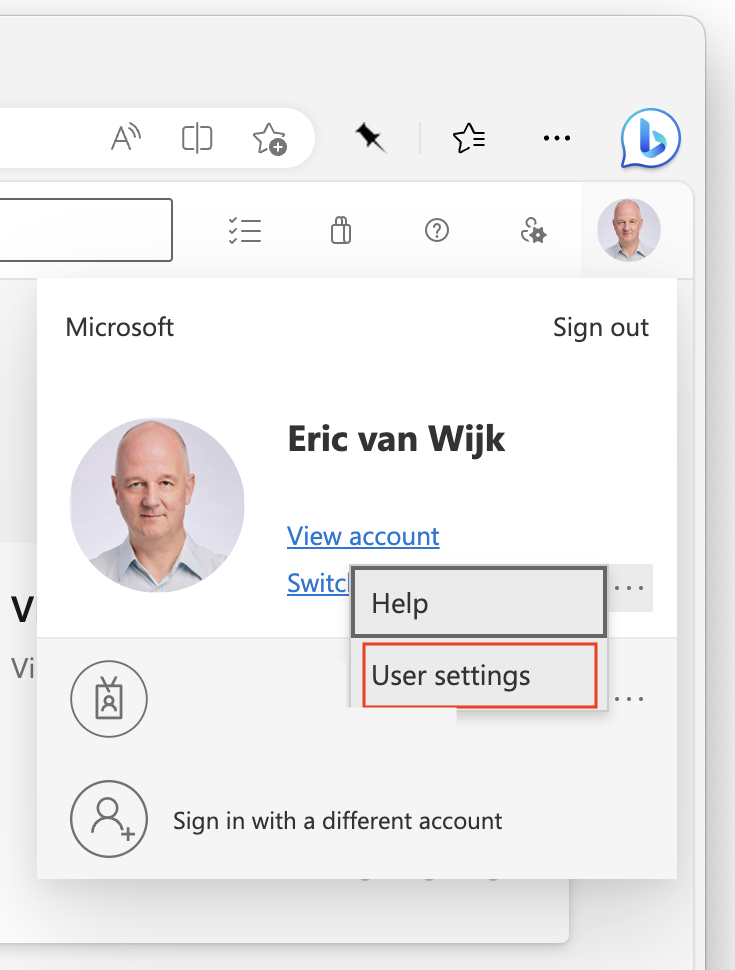 Microsoft
Sign out
Eric van Wijk
View account
Switch
Help
V
User settings
Vi
Sign in with a different account